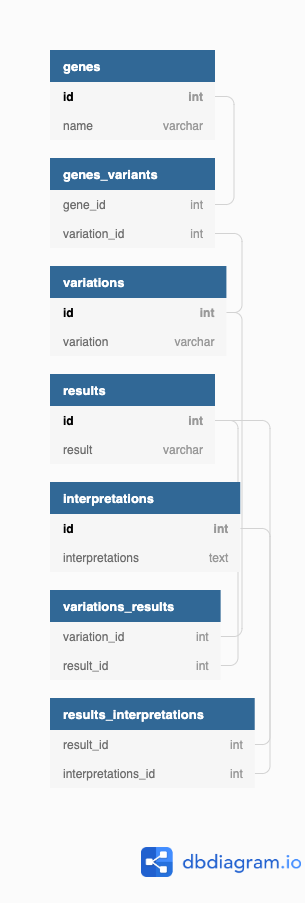 genes
id int
name varchar
genes_variants
gene_id int
variation_id int
variations
id int
variation varchar
results
id int
result varchar
interpretations
id int
interpretations text
variations_results
variation_id int
result_id int
results_interpretations
result_id int
interpretations_id int
dbdiagram.io